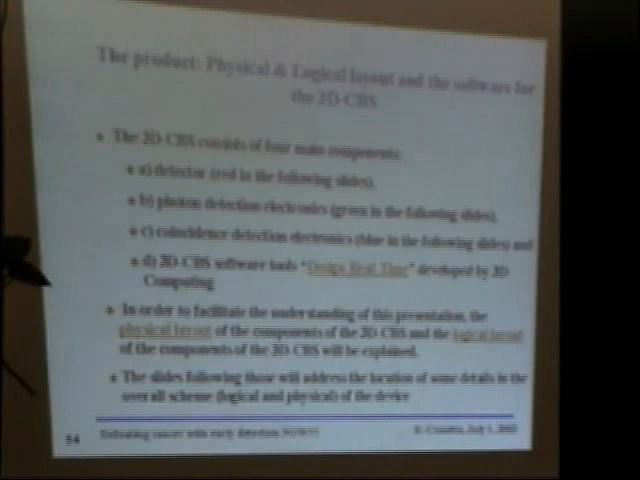 The product: Physical & Logical layout and the software for
the 3D-CBS
The 3D-CBS consists of four main components:
a) detector (red in the following slides),
b) photon detection electronics (green in the following slides),
c) coincidence detection electronics (blue in the following slides) and
d) 3D-CBS software tools "Design Real Time" developed by 3D
Computing
In order to facilitate the understanding of this presentation, the
physical layout of the components of the 3D-CBS and the logical layout
of the components of the 3D-CBS will be explained.
The slides following those will address the location of some details in the
overall scheme (logical and physical) of the device
54
cancer with early detection
July 1,